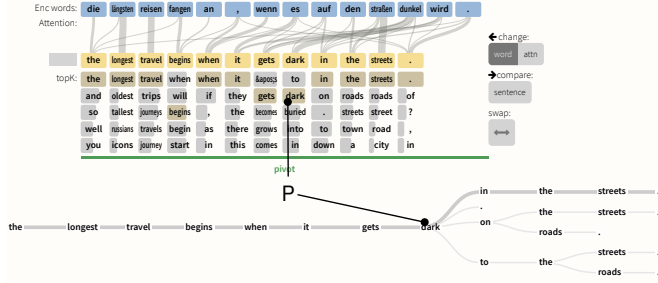 Enc words: die längsten reisen fangen an , wenn es auf den straßen dunkel wird .
Attention:
the longest travel begins when it gets dark in the streets .
topK: the longest travel when when it &apos;s to in the streets .
and oldest trips will if they gets dark on roads roads of
so tallest journeys begins , the becomes buried . streets street ?
well russians travels begin as there grows into to town road ,
you icons journey start in this comes in down a city in
change:
word attn
compare:
sentence
swap:
pivot
P
the longest travel begins when it gets dark
in the streets .
.
on the streets .
roads .
to the streets
roads .